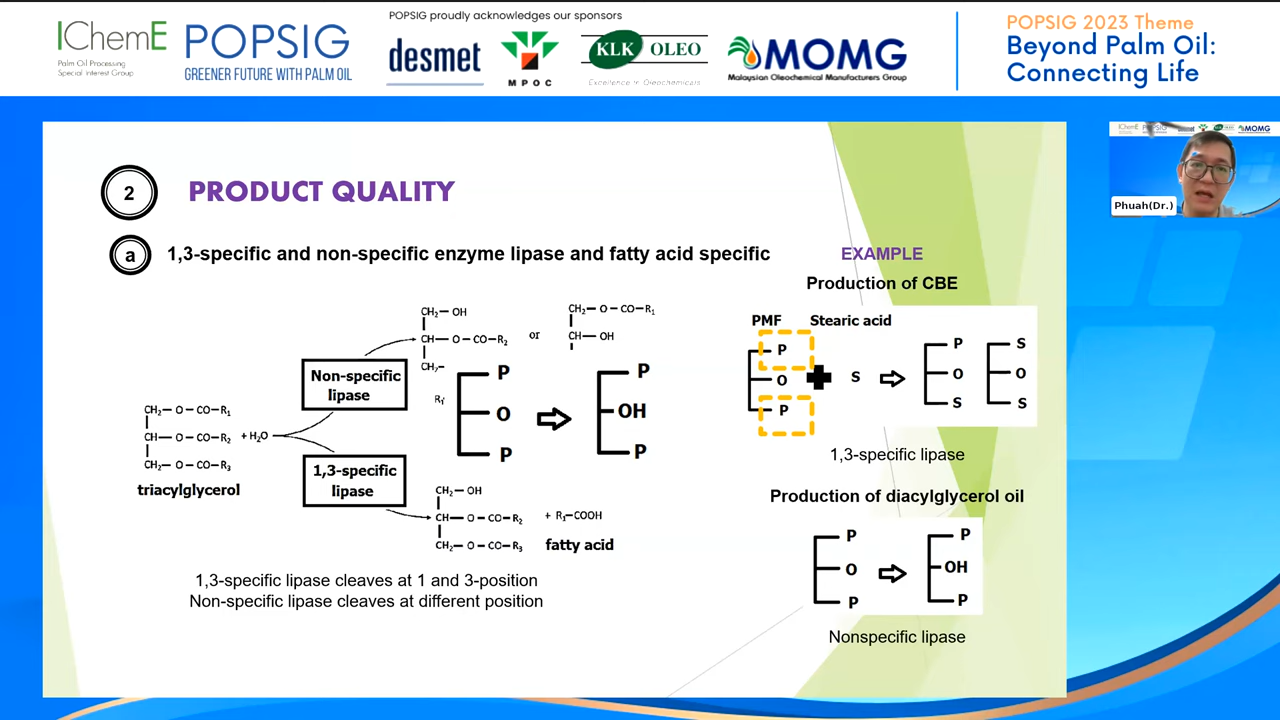 IChemE
Palm Oil Processing
Special Interest Group
POPSIG
GREENER FUTURE WITH PALM OIL
POPSIG proudly acknowledges our sponsors
desmet
MPOC
KLK OLEO
Excellence in Oleochemicals
MOMG
Malaysian Oleochemical Manufacturers Group
POPSIG 2023 Theme
Beyond Palm Oil:
Connecting Life
Phuah(Dr.)
2 PRODUCT QUALITY
a 1,3-specific and non-specific enzyme lipase and fatty acid specific
CH₂ – O – CO–R₁
CH – O – CO–R₂ + H₂O
CH₂ – O – CO–R₃
triacylglycerol
Non-specific
lipase
1,3-specific
lipase
CH₂ – OH
CH – O – CO–R₂
CH₂–
R₁
or
CH₂ – O – CO–R₁
CH – OH
P
O
P
P
OH
P
CH₂ – OH
CH – O – CO–R₂ + R₁–COOH
CH₂ – O – CO–R₃ fatty acid
1,3-specific lipase cleaves at 1 and 3-position
Non-specific lipase cleaves at different position
EXAMPLE
Production of CBE
PMF Stearic acid
P
O
P
S
P
O
S
S
O
S
1,3-specific lipase
Production of diacylglycerol oil
P
O
P
P
OH
P
Nonspecific lipase